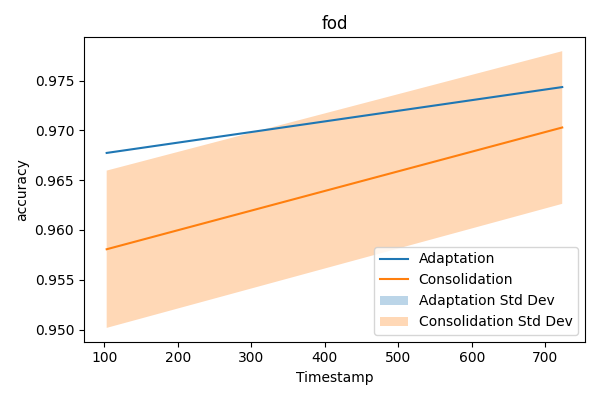 fod
0.975
0.970
0.965
0.960
0.955
0.950
accuracy
100 200 300 400 500 600 700
Timestamp
Adaptation
Consolidation
Adaptation Std Dev
Consolidation Std Dev